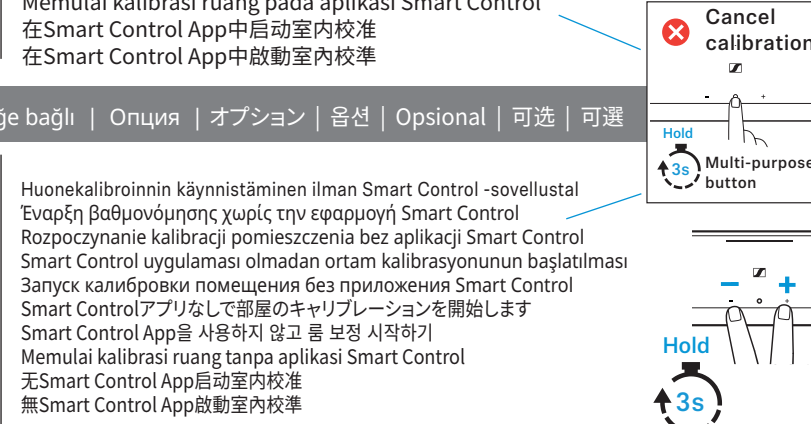 Memulai kalibrasi ruang pada aplikasi Smart Control
在Smart Control App中启动室内校准
在Smart Control App中啟動室內校準
Cancel
calibration
- +
Hold
3s
Multi-purpose
button
ğe bağlı | Опция | オプション | 옵션 | Opsional | 可选 | 可選
Huonekalibroinnin käynnistäminen ilman Smart Control -sovellustal
Έναρξη βαθμονόμησης χωρίς την εφαρμογή Smart Control
Rozpoczynanie kalibracji pomieszczenia bez aplikacji Smart Control
Smart Control uygulaması olmadan ortam kalibrasyonunun başlatılması
Запуск калибровки помещения без приложения Smart Control
Smart Controlアプリなしで部屋のキャリブレーションを開始します
Smart Control App을 사용하지 않고 룸 보정 시작하기
Memulai kalibrasi ruang tanpa aplikasi Smart Control
无Smart Control App启动室内校准
無Smart Control App啟動室內校準
- +
- +
Hold
3s